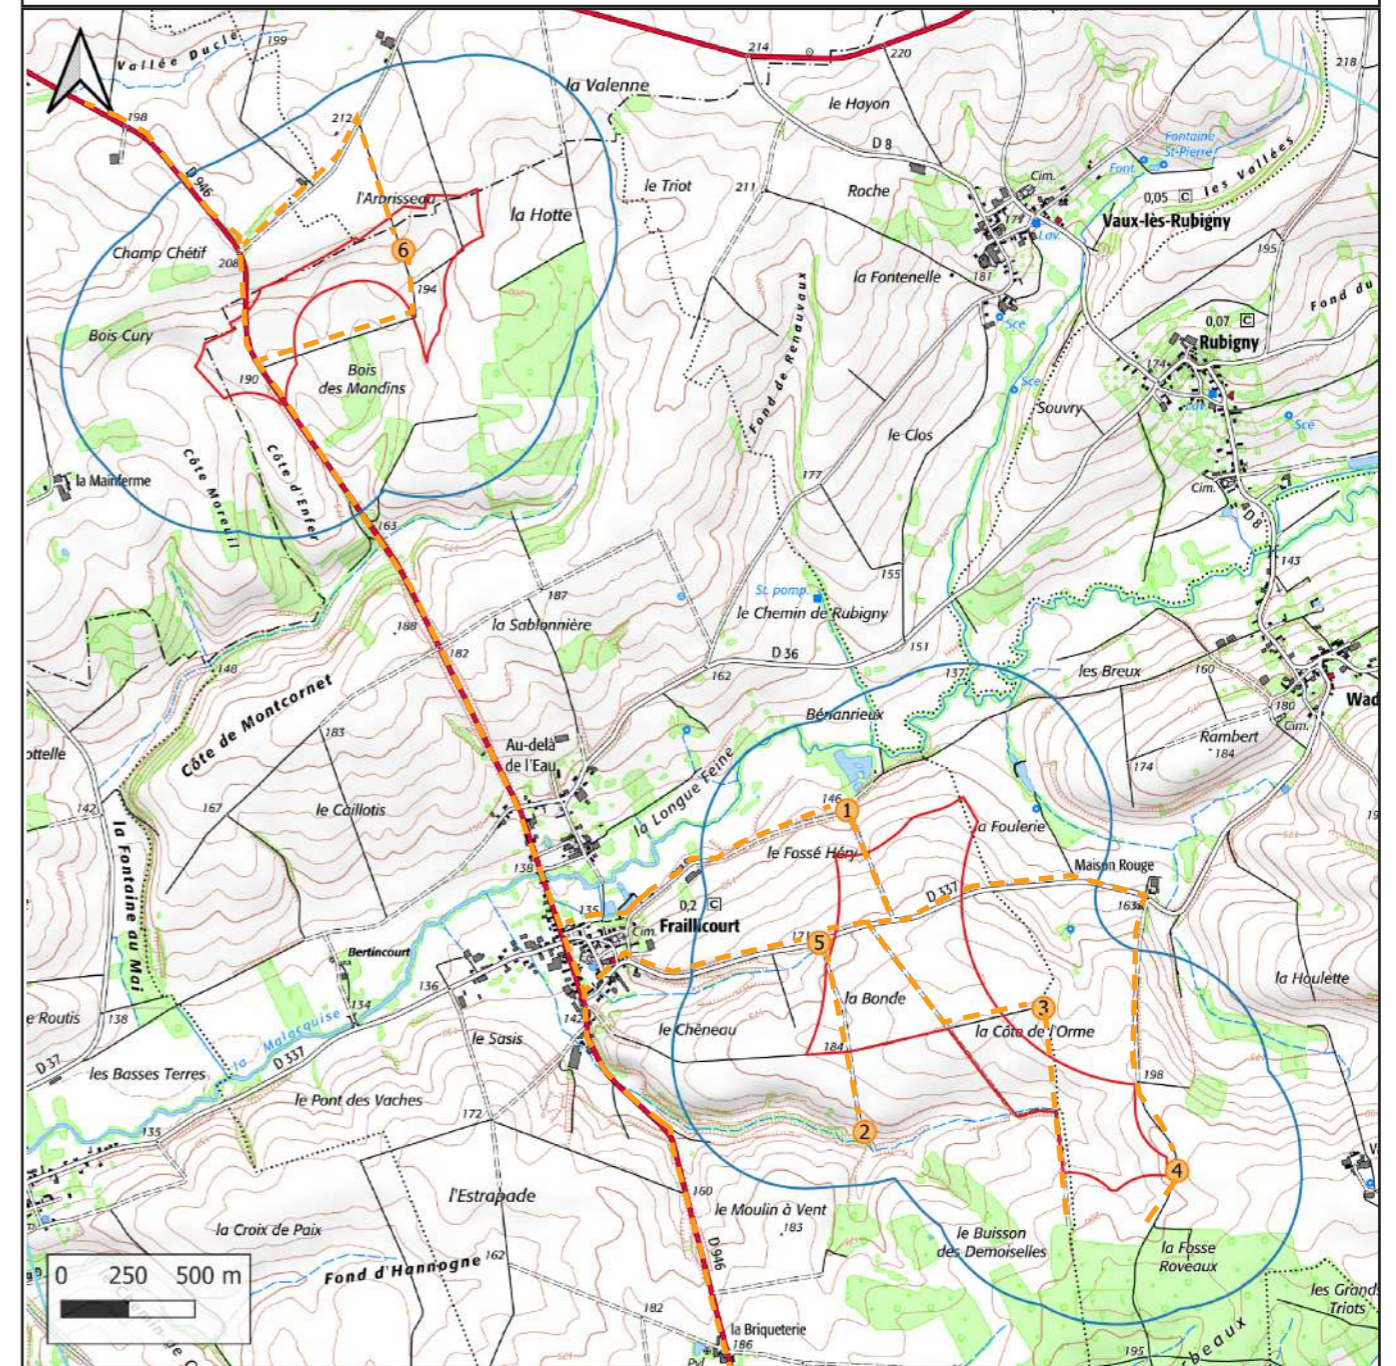 Vallée Ducle
199
214
220
218
la Valenne
le Hayon
198
212
D 8
Fontaine
St-Pierre
Font.
les Vallées
D 946
Cim.
0,05 C
l'Arbrisseau
le Triot
211
Roche
Vaux-lès-Rubigny
la Hotte
Lav.
195
Champ Chétif
208
6
194
la Fontenelle
181
Fond du
Fond de Renauvaux
Sce
0,07 C
Rubigny
Bois Cury
174
190
Bois
des Mandins
Sce
Souvry
Lav.
Sce
le Clos
Côte Moreuil
Côte d'Enfer
la Mainferme
177
Cim.
D 8
163
143
155
187
St. pomp.
le Chemin de Rubigny
188
la Sablonnière
182
151
D 36
148
162
137
les Breux
160
Wad
Côte de Montcornet
Bénanrieux
180
Cim.
183
Au-delà
de l'Eau
Rambert
184
ottelle
174
142
167
le Caillotis
la Longue Feine
146
1
la Foulerie
la Fontaine du Mai
138
le Fossé Héry
Maison Rouge
D 337
163
0,2 C
135
Fraillicourt
Cim.
171
5
Bertincourt
la Houlette
136
134
la Bonde
3
e Routis
138
la Malacquise
142
le Chêneau
la Côte de l'Orme
le Sasis
184
D 37
D 337
les Basses Terres
198
le Pont des Vaches
172
135
2
4
l'Estrapade
160
le Moulin à Vent
183
la Croix de Paix
D 946
le Buisson
des Demoiselles
la Fosse
Roveaux
162
Fond d'Hannogne
0 250 500 m
les Grands
Triots
182
la Briqueterie
186
195
beaux